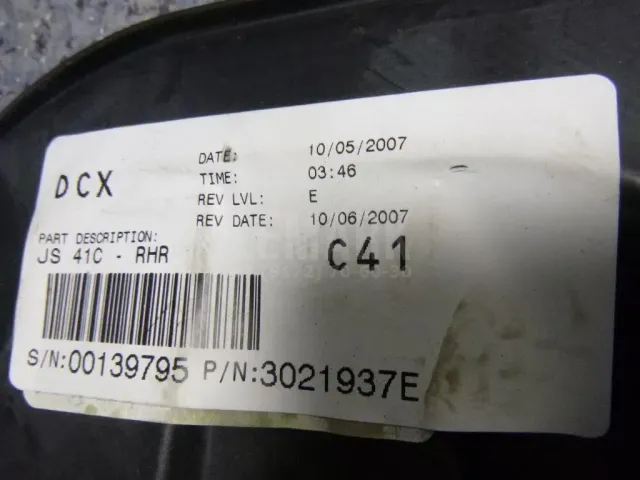 DCX
DATE: 10/05/2007
TIME: 03:46
REV LVL: E
REV DATE: 10/06/2007
PART DESCRIPTION:
JS 41C - RHR
C41
S/N:00139795 P/N:3021937E